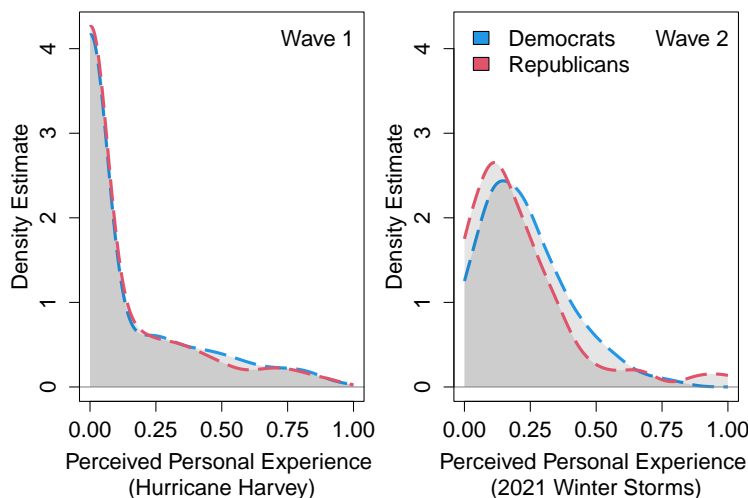 Wave 1
Density Estimate
0
1
2
3
4
0.00 0.25 0.50 0.75 1.00
Perceived Personal Experience
(Hurricane Harvey)
Democrats
Republicans
Wave 2
Density Estimate
0
1
2
3
4
0.00 0.25 0.50 0.75 1.00
Perceived Personal Experience
(2021 Winter Storms)